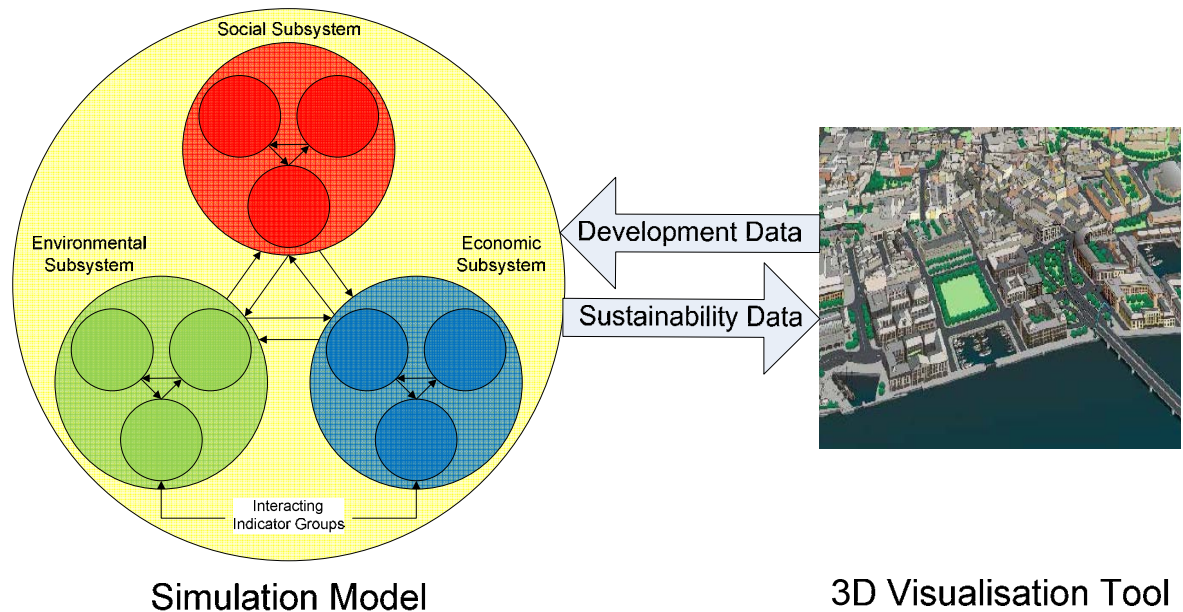 Social Subsystem
Environmental
Subsystem
Economic
Subsystem
Development Data
Sustainability Data
Interacting
Indicator Groups
Simulation Model
3D Visualisation Tool